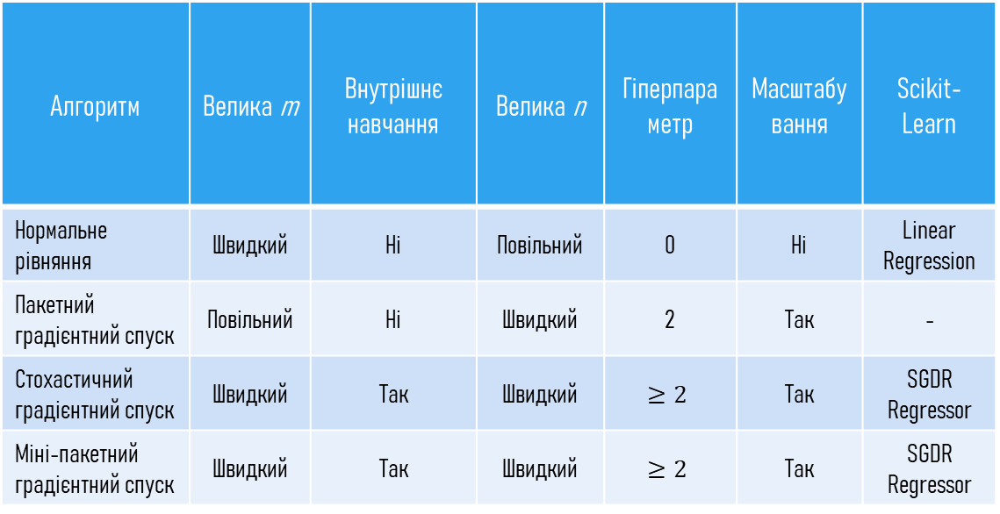 Алгоритм
Велика m
Внутрішнє
навчання
Велика n
Гіперпара
метр
Масштабу
вання
Scikit-
Learn
Нормальне
рівняння
Швидкий
Ні
Повільний
0
Ні
Linear
Regression
Пакетний
градієнтний спуск
Повільний
Ні
Швидкий
2
Так
-
Стохастичний
градієнтний спуск
Швидкий
Так
Швидкий
≥ 2
Так
SGDR
Regressor
Міні-пакетний
градієнтний спуск
Швидкий
Так
Швидкий
≥ 2
Так
SGDR
Regressor